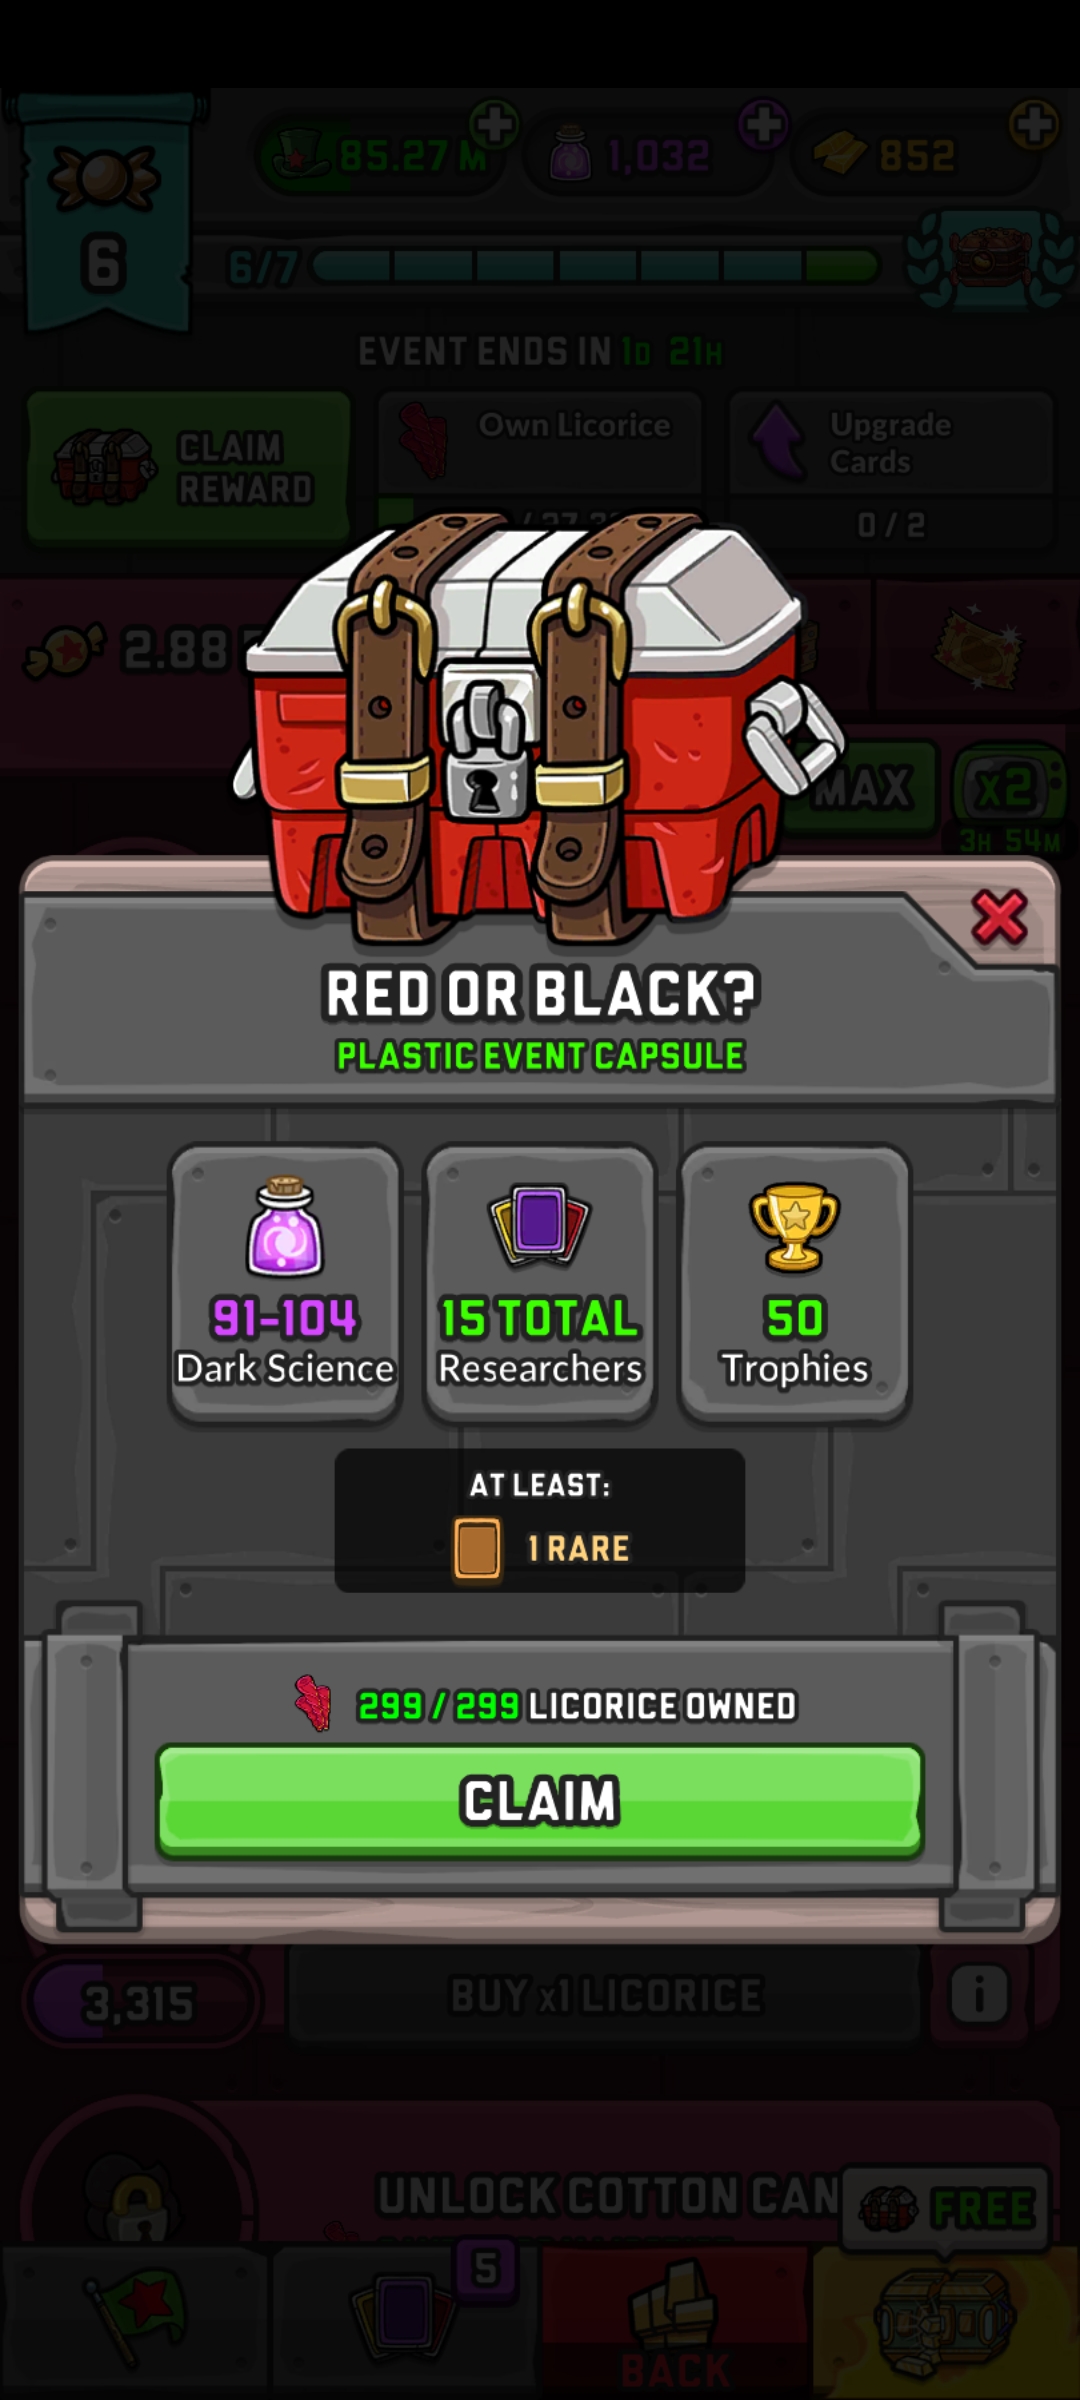 85.27 M
1,032
852
6
6/7
EVENT ENDS IN 1D 21H
CLAIM
REWARD
Own Licorice
Upgrade
Cards
0 / 2
2.88
MAX
x2
3H 54M
RED OR BLACK?
PLASTIC EVENT CAPSULE
91-104
Dark Science
15 TOTAL
Researchers
50
Trophies
AT LEAST:
1 RARE
299 / 299 LICORICE OWNED
CLAIM
3,315
BUY x1 LICORICE
i
UNLOCK COTTON CAN
FREE
5
BACK